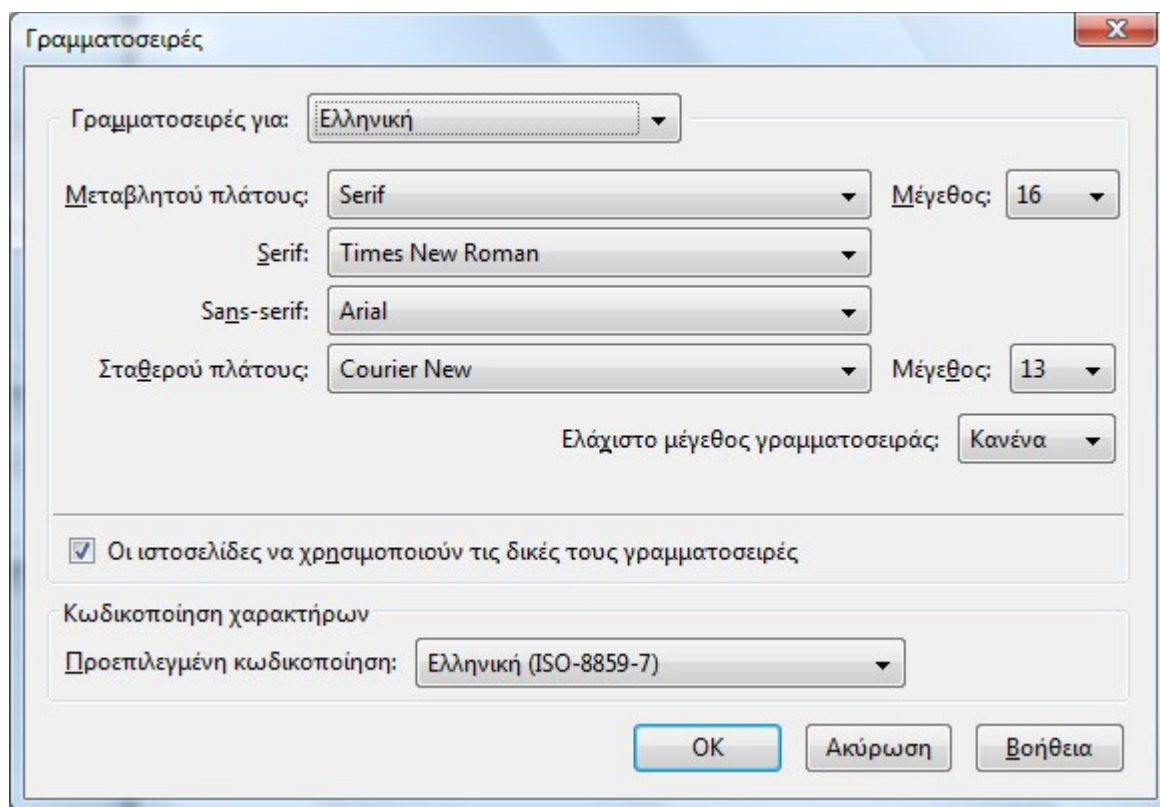 Γραμματοσειρές
Γραμματοσειρές για: Ελληνική
Μεταβλητού πλάτους: Serif Μέγεθος: 16
Serif: Times New Roman
Sans-serif: Arial
Σταθερού πλάτους: Courier New Μέγεθος: 13
Ελάχιστο μέγεθος γραμματοσειράς: Κανένα
Οι ιστοσελίδες να χρησιμοποιούν τις δικές τους γραμματοσειρές
Κωδικοποίηση χαρακτήρων
Προεπιλεγμένη κωδικοποίηση: Ελληνική (ISO-8859-7)
OK Ακύρωση Βοήθεια